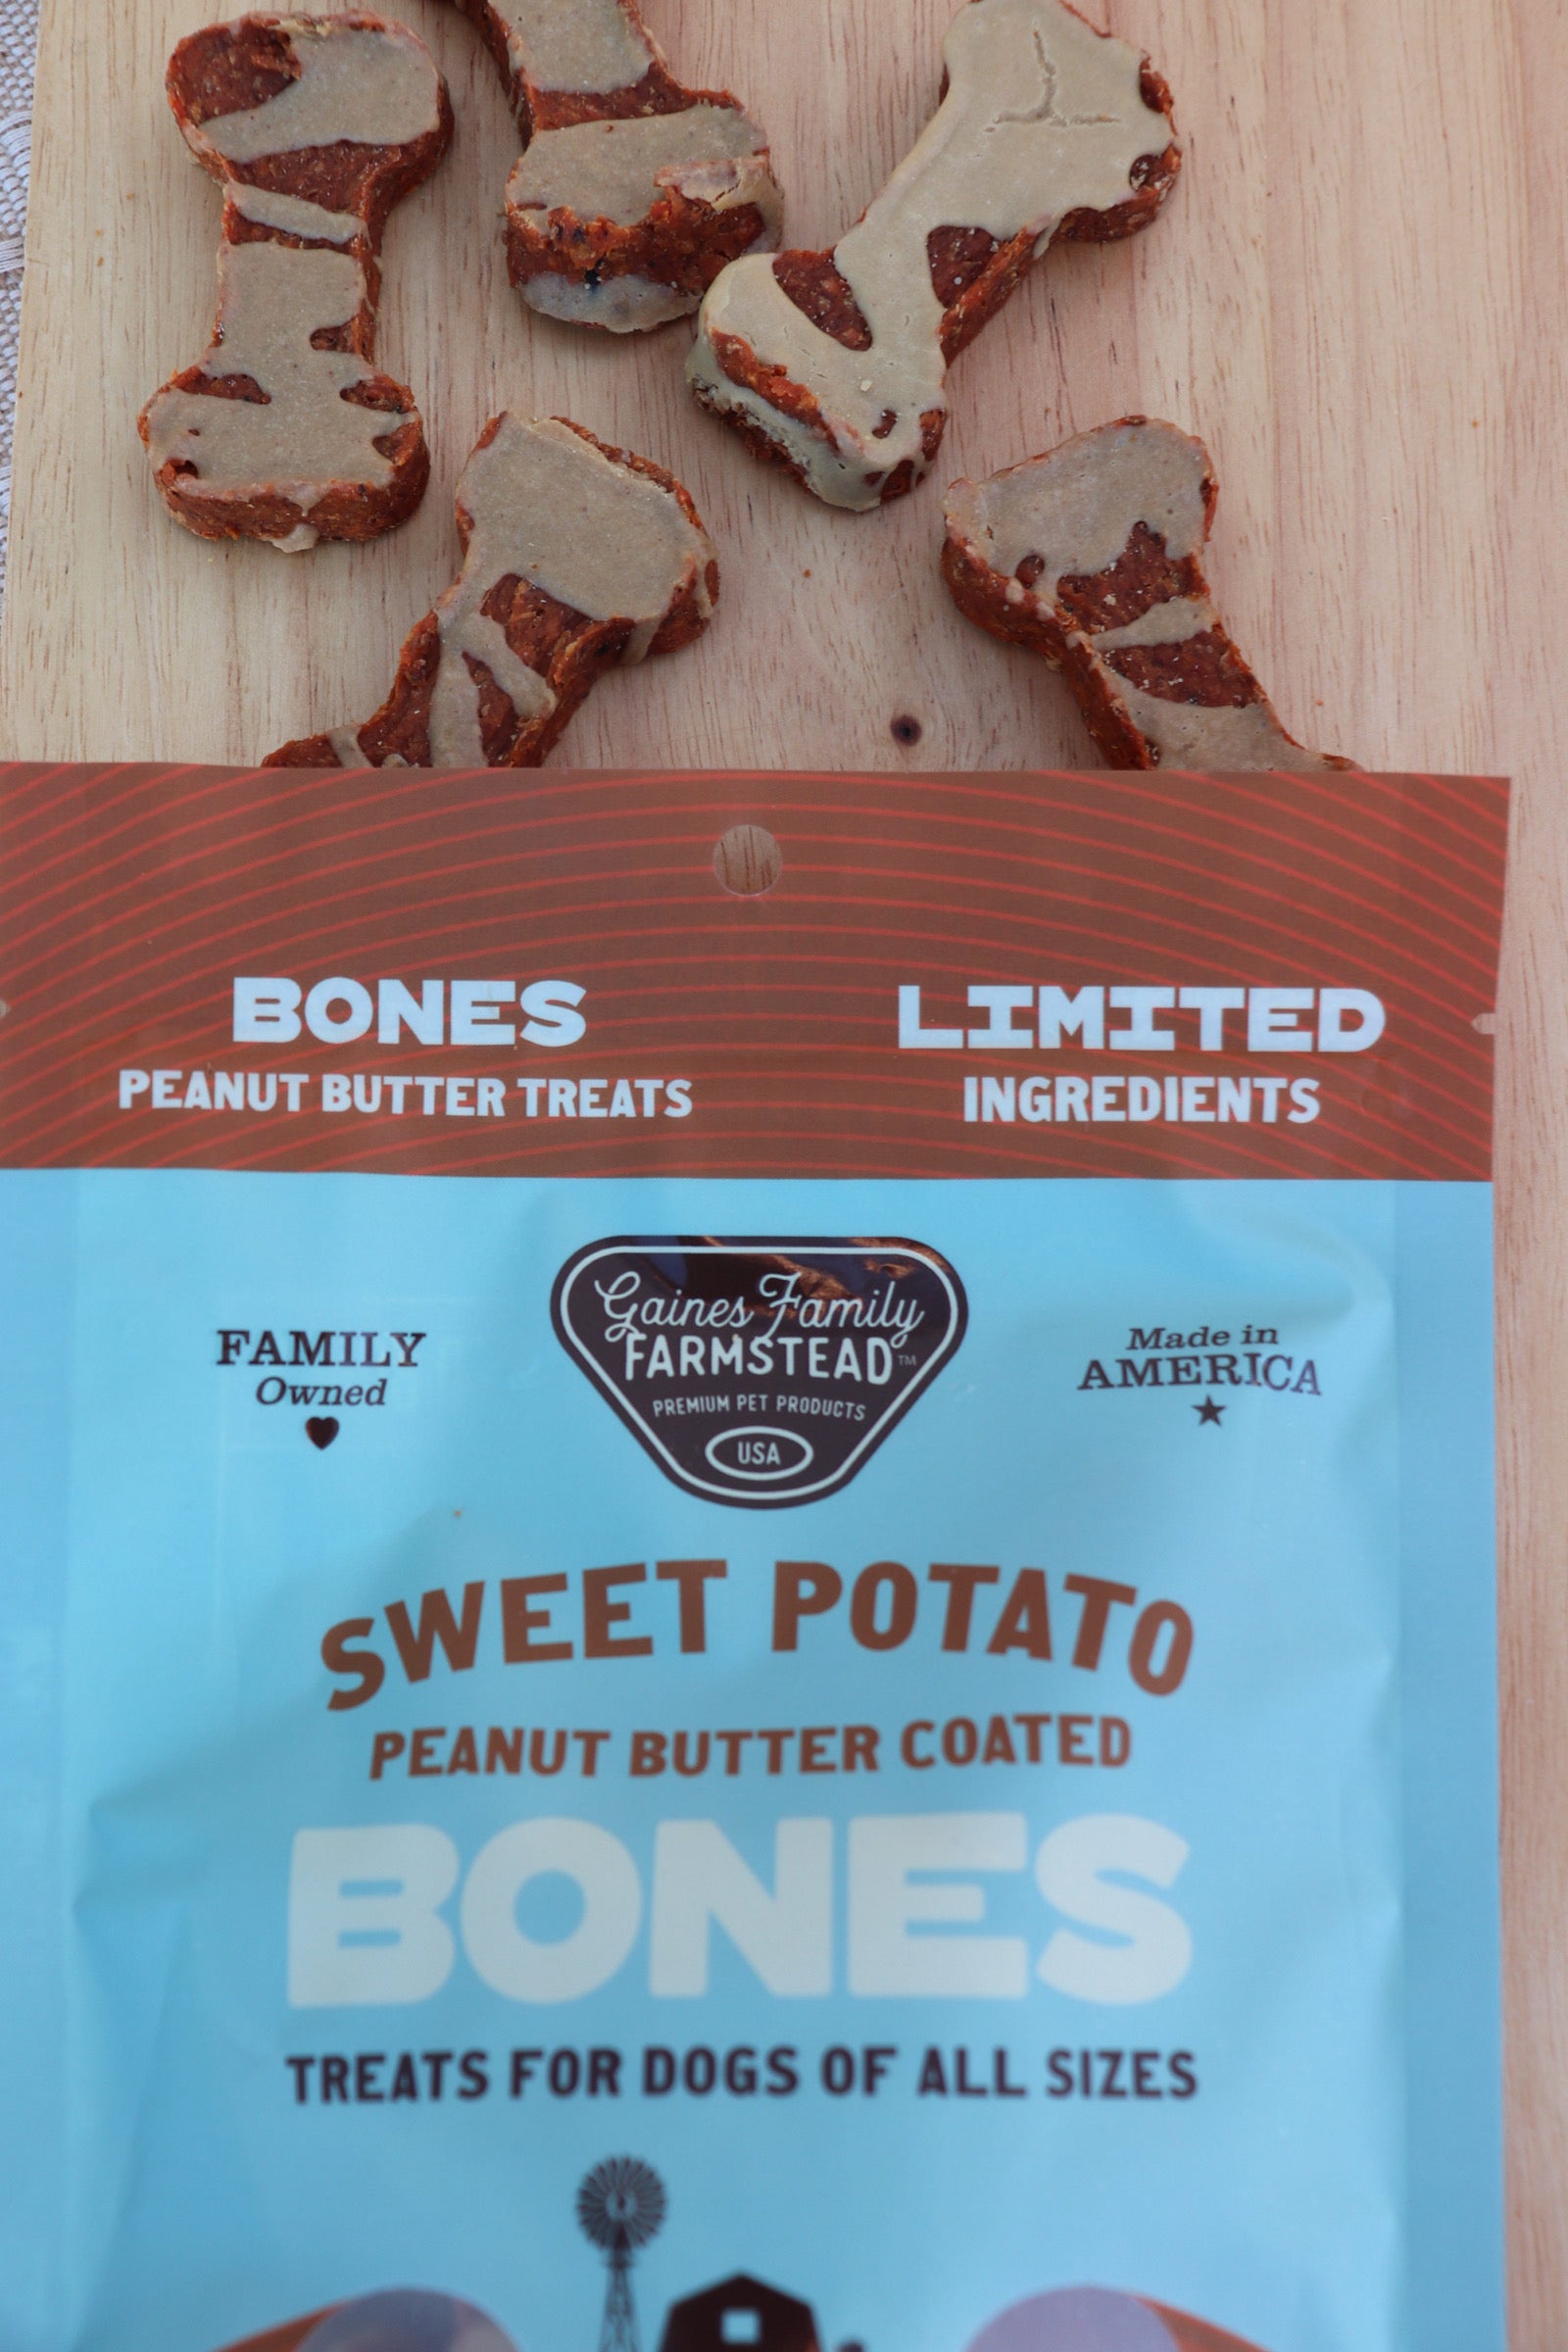 BONES
PEANUT BUTTER TREATS
LIMITED
INGREDIENTS
FAMILY
Owned
Gaines Family
FARMSTEAD™
PREMIUM PET PRODUCTS
USA
Made in
AMERICA
SWEET POTATO
PEANUT BUTTER COATED
BONES
TREATS FOR DOGS OF ALL SIZES